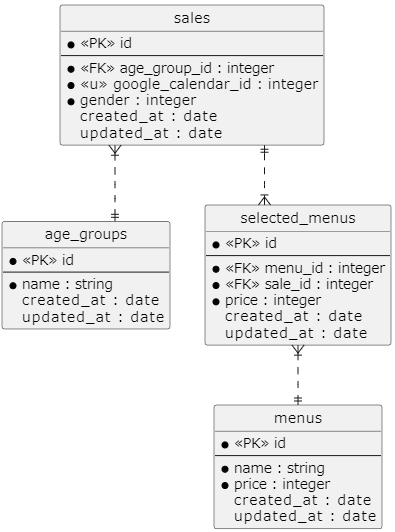 sales
«PK» id
«FK» age_group_id : integer
«u» google_calendar_id : integer
gender : integer
created_at : date
updated_at : date
age_groups
«PK» id
name : string
created_at : date
updated_at : date
selected_menus
«PK» id
«FK» menu_id : integer
«FK» sale_id : integer
price : integer
created_at : date
updated_at : date
menus
«PK» id
name : string
price : integer
created_at : date
updated_at : date